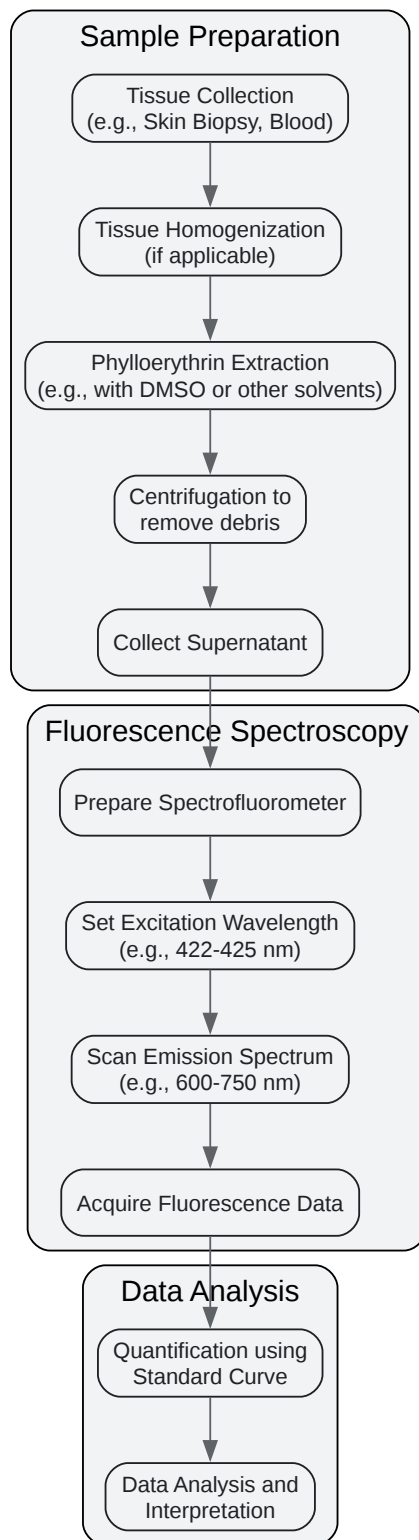 Sample Preparation
Tissue Collection
(e.g., Skin Biopsy, Blood)
Tissue Homogenization
(if applicable)
Phylloerythrin Extraction
(e.g., with DMSO or other solvents)
Centrifugation to
remove debris
Collect Supernatant
Fluorescence Spectroscopy
Prepare Spectrofluorometer
Set Excitation Wavelength
(e.g., 422-425 nm)
Scan Emission Spectrum
(e.g., 600-750 nm)
Acquire Fluorescence Data
Data Analysis
Quantification using
Standard Curve
Data Analysis and
Interpretation